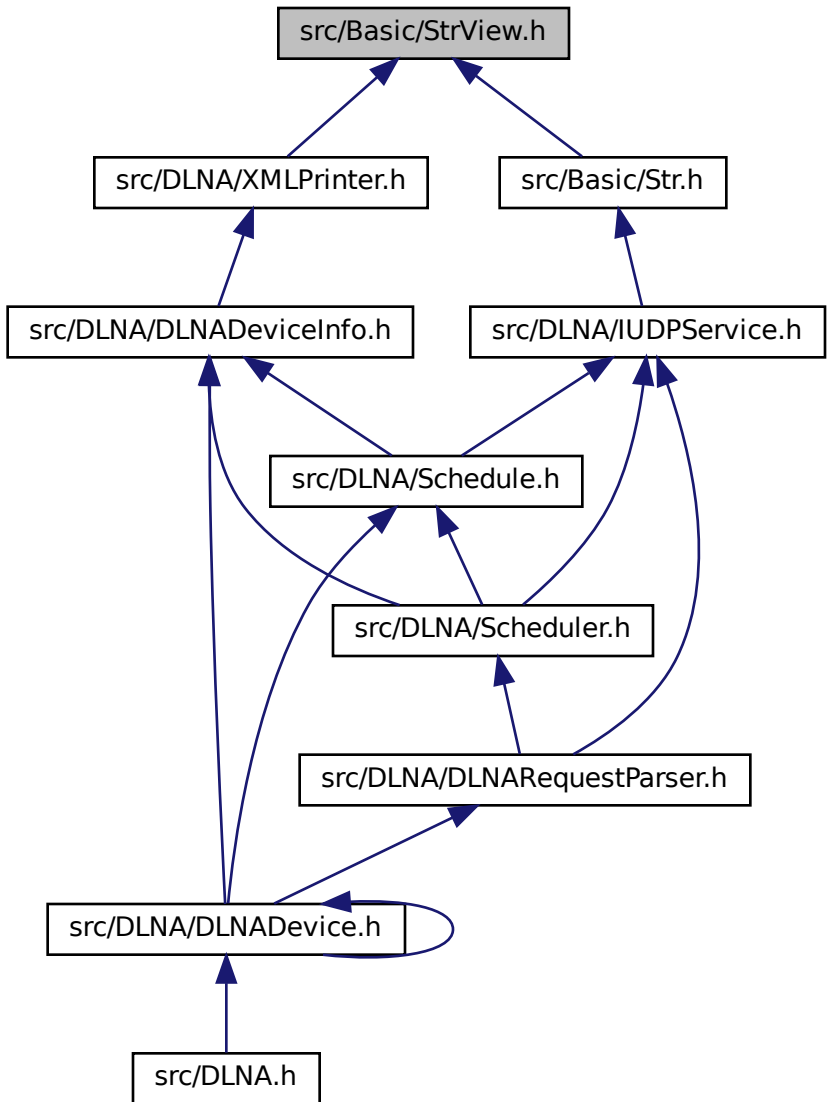 src/Basic/StrView.h
src/DLNA/XMLPrinter.h
src/Basic/Str.h
src/DLNA/DLNADeviceInfo.h
src/DLNA/IUDPService.h
src/DLNA/Schedule.h
src/DLNA/Scheduler.h
src/DLNA/DLNARequestParser.h
src/DLNA/DLNADevice.h
src/DLNA.h